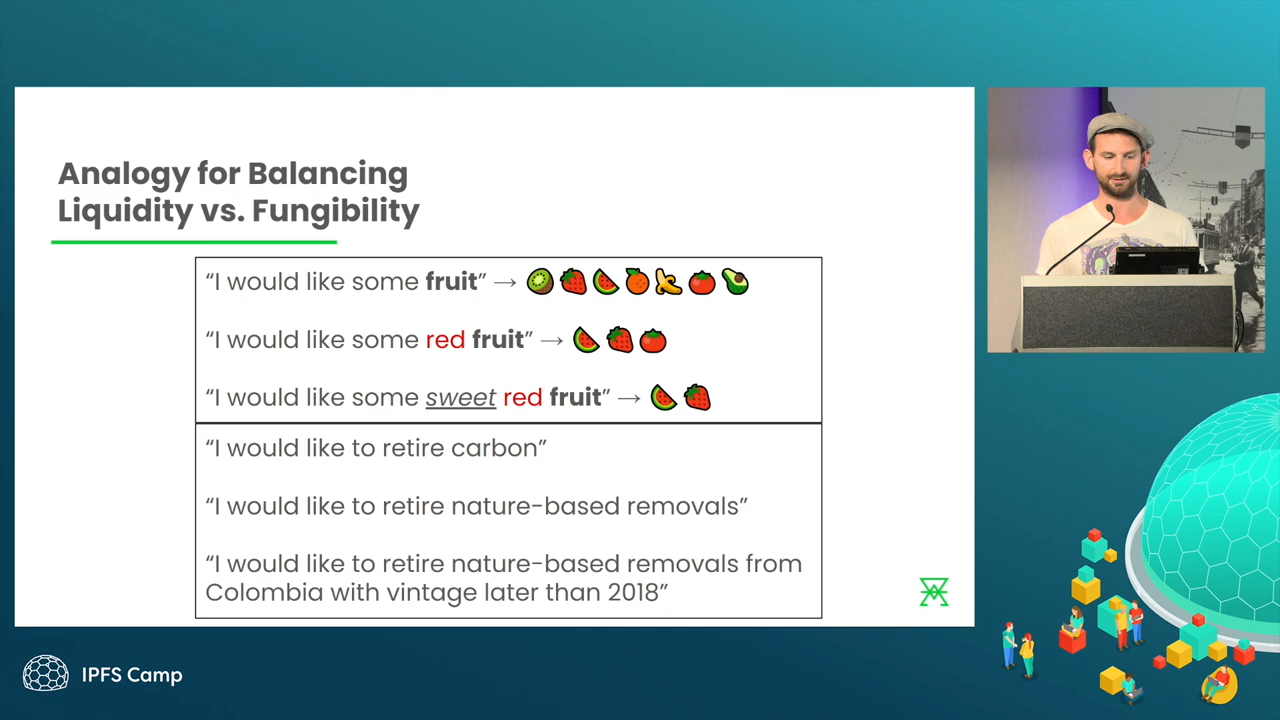 Analogy for Balancing
Liquidity vs. Fungibility
“I would like some fruit” →
“I would like some red fruit” →
“I would like some sweet red fruit” →
“I would like to retire carbon”
“I would like to retire nature-based removals”
“I would like to retire nature-based removals from
Colombia with vintage later than 2018”
IPFS Camp